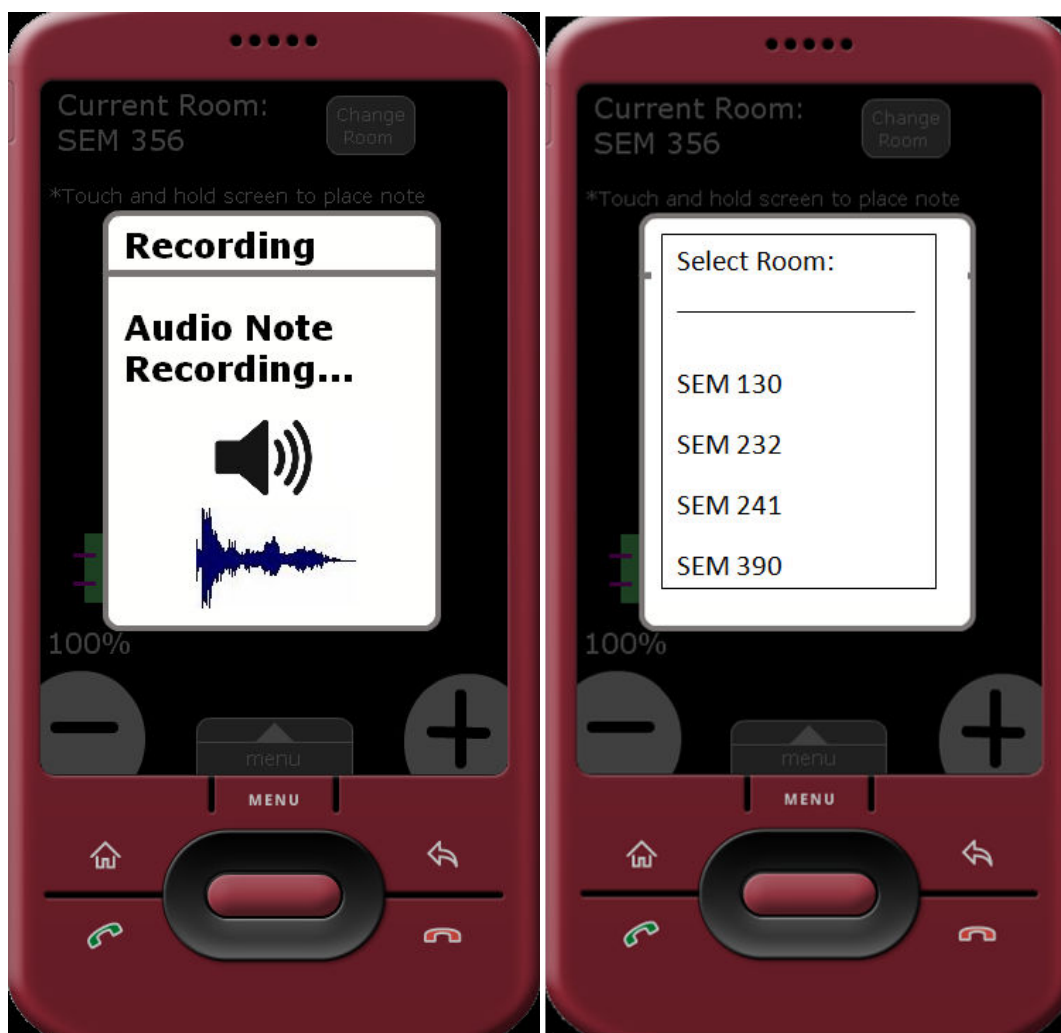 Current Room:
SEM 356
Change
Room
*Touch and hold screen to place note
Recording
Audio Note
Recording...
100%
menu
MENU
Current Room:
SEM 356
Change
Room
*Touch and hold screen to place note
Select Room:
SEM 130
SEM 232
SEM 241
SEM 390
100%
menu
MENU